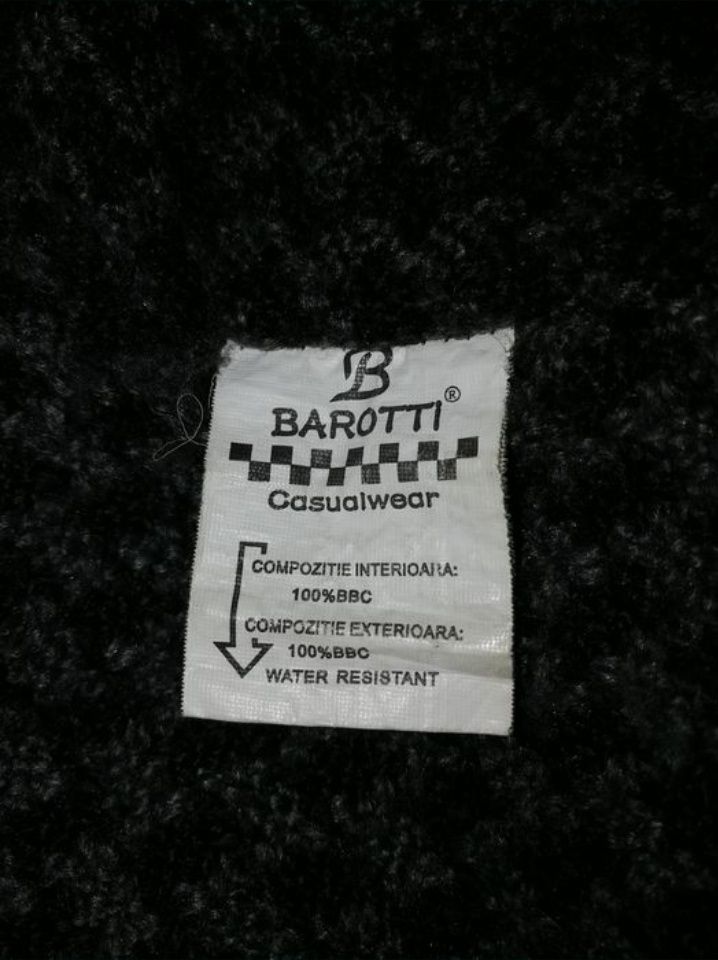 B
BAROTTI®
Casualwear
COMPOZITIE INTERIOARA:
100%BBC
COMPOZITIE EXTERIOARA:
100%BBC
WATER RESISTANT